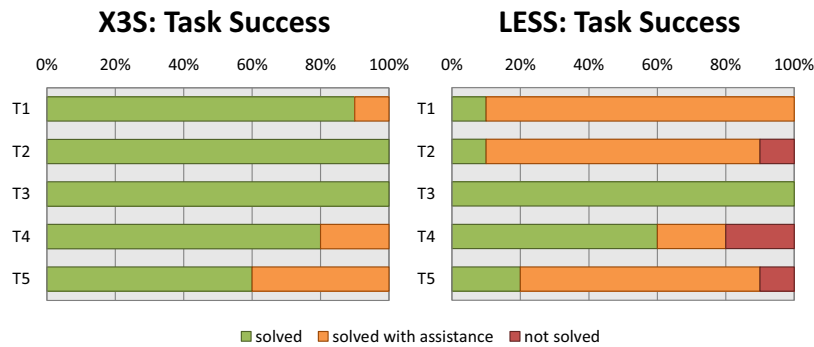 X3S: Task Success
0% 20% 40% 60% 80% 100%
T1
T2
T3
T4
T5
LESS: Task Success
0% 20% 40% 60% 80% 100%
T1
T2
T3
T4
T5
solved solved with assistance not solved